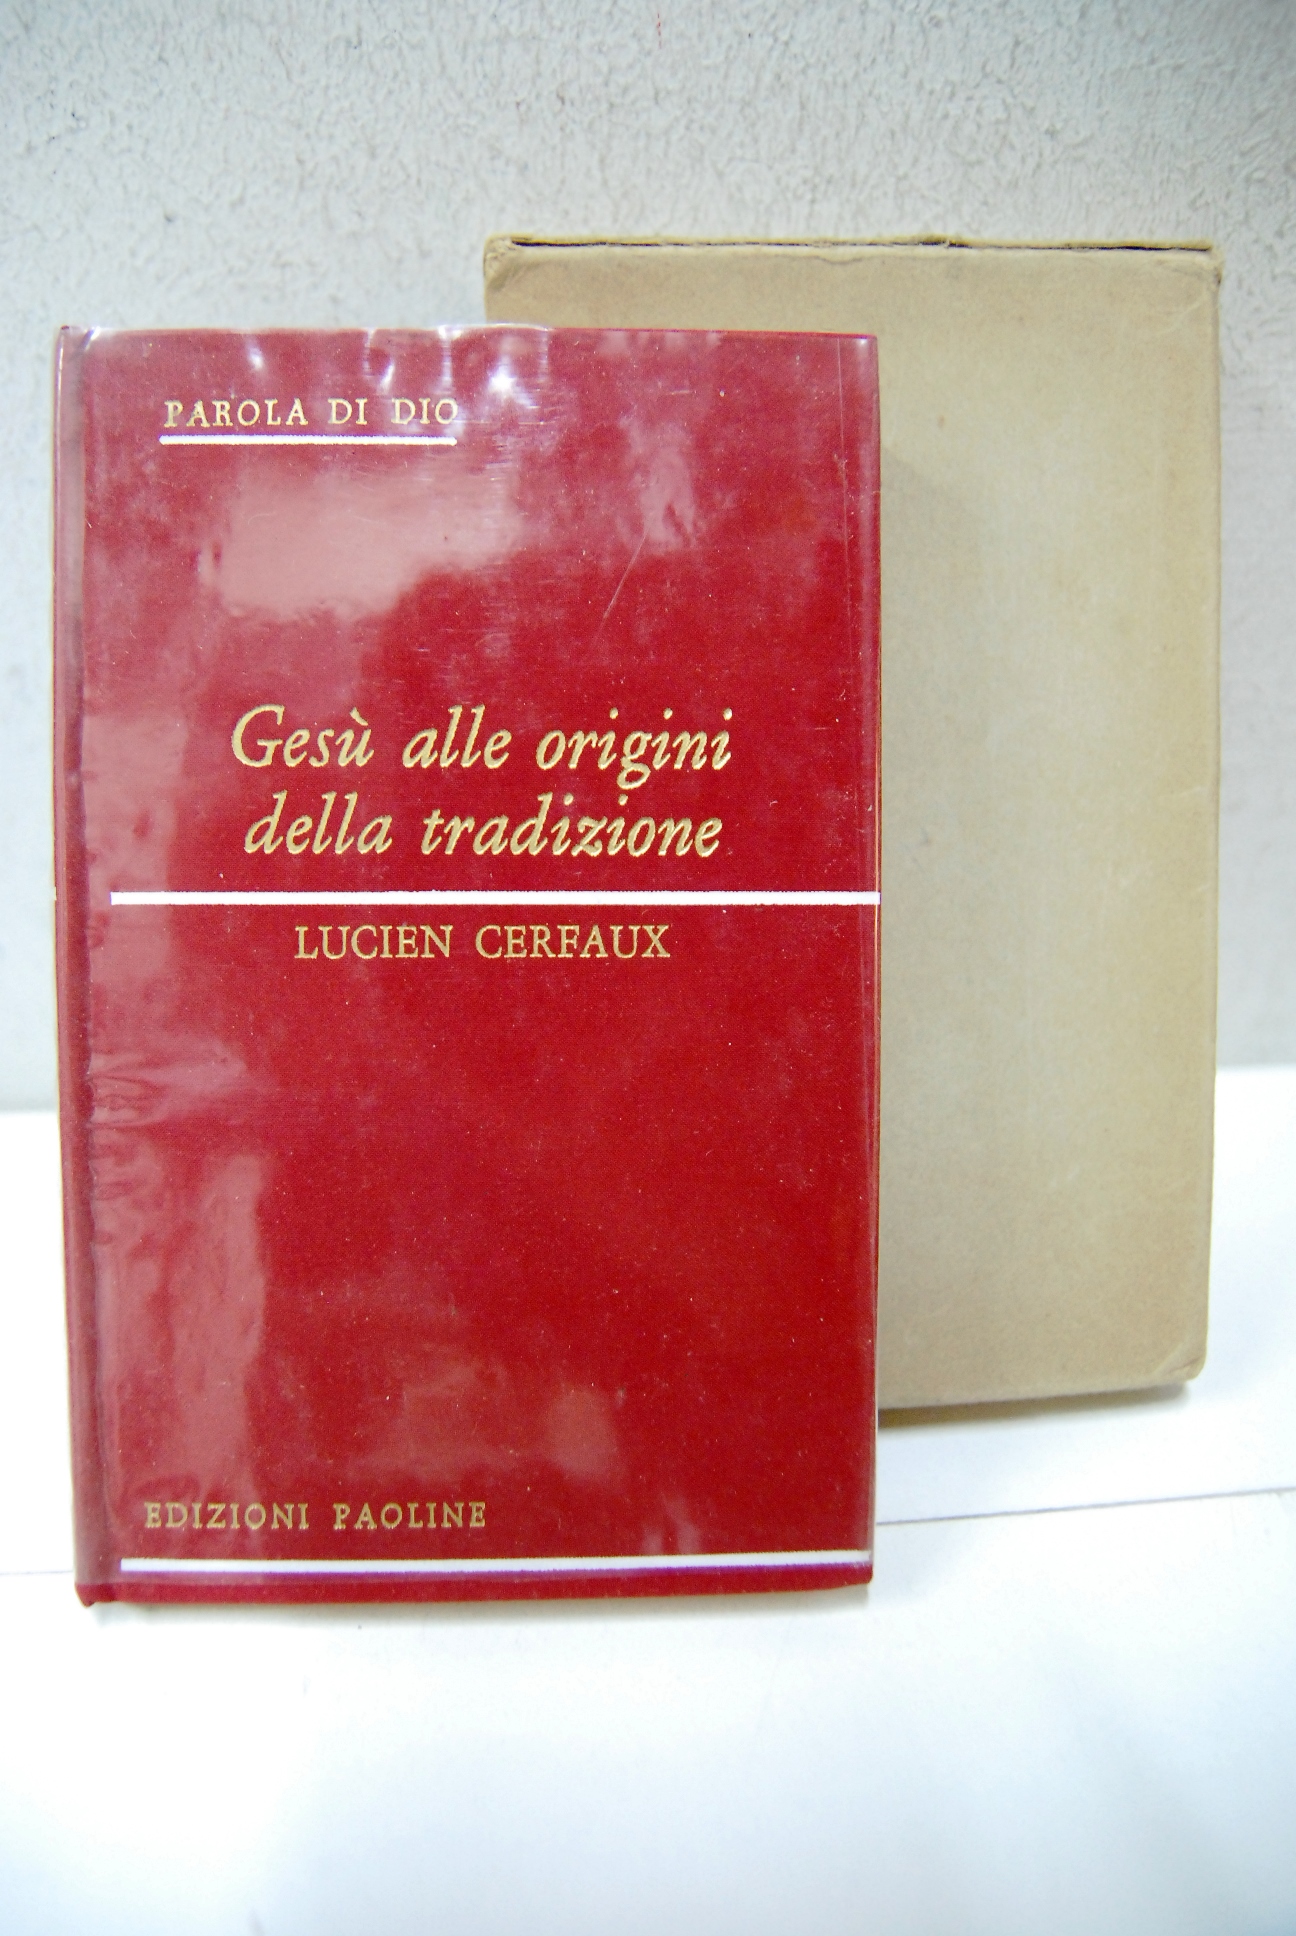 PAROLA DI DIO
Gesù alle origini
della tradizione
LUCIEN CERFAUX
EDIZIONI PAOLINE